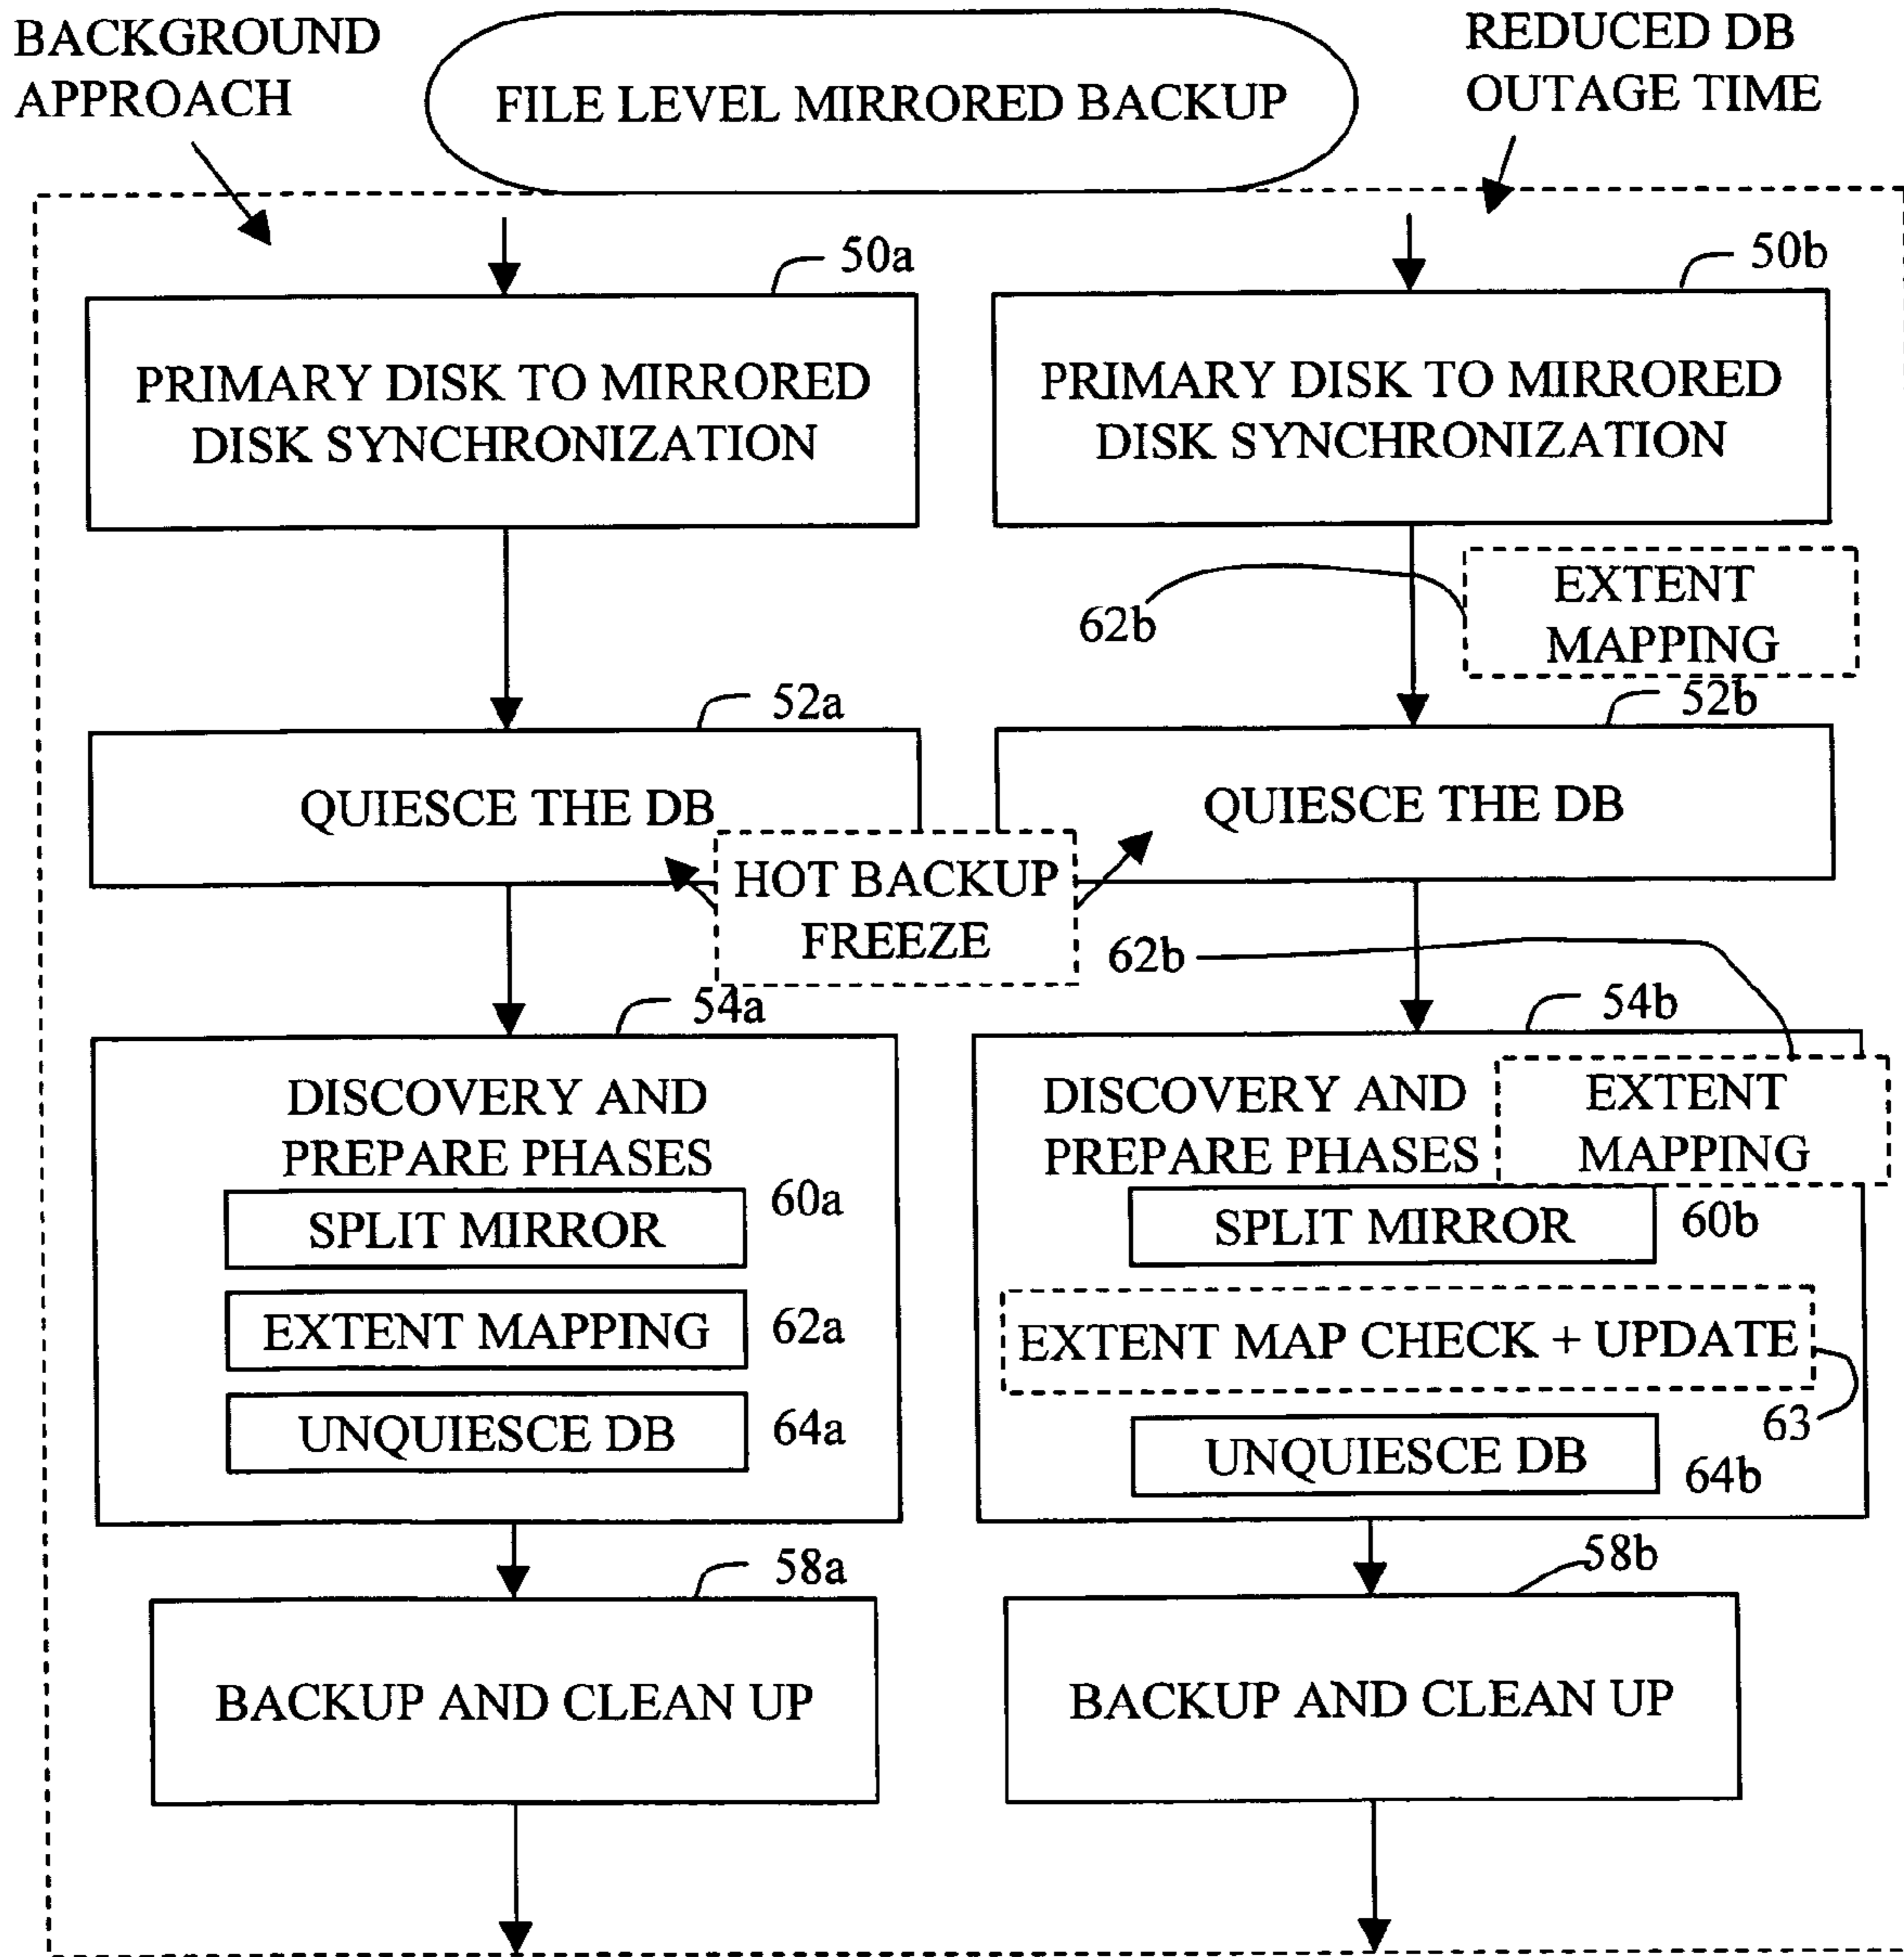 BACKGROUND
APPROACH
FILE LEVEL MIRRORED BACKUP
REDUCED DB
OUTAGE TIME
50a
50b
PRIMARY DISK TO MIRRORED
DISK SYNCHRONIZATION
PRIMARY DISK TO MIRRORED
DISK SYNCHRONIZATION
62b
EXTENT
MAPPING
52a
52b
QUIESCE THE DB
QUIESCE THE DB
HOT BACKUP
FREEZE
62b
54a
54b
DISCOVERY AND
PREPARE PHASES
60a
SPLIT MIRROR
EXTENT MAPPING
62a
UNQUIESCE DB
64a
DISCOVERY AND
PREPARE PHASES
EXTENT
MAPPING
SPLIT MIRROR
60b
EXTENT MAP CHECK + UPDATE
63
UNQUIESCE DB
64b
58a
58b
BACKUP AND CLEAN UP
BACKUP AND CLEAN UP